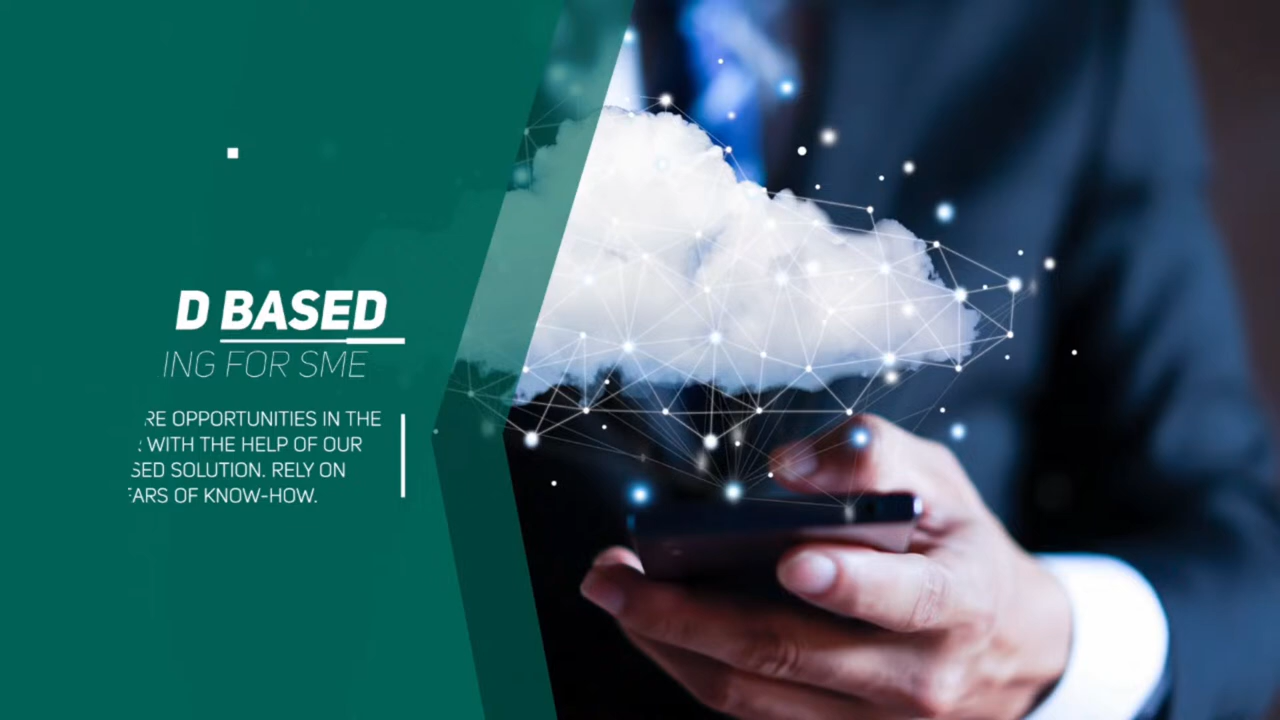 D BASED
ING FOR SME
RE OPPORTUNITIES IN THE
WITH THE HELP OF OUR
SED SOLUTION. RELY ON
ARS OF KNOW-HOW.